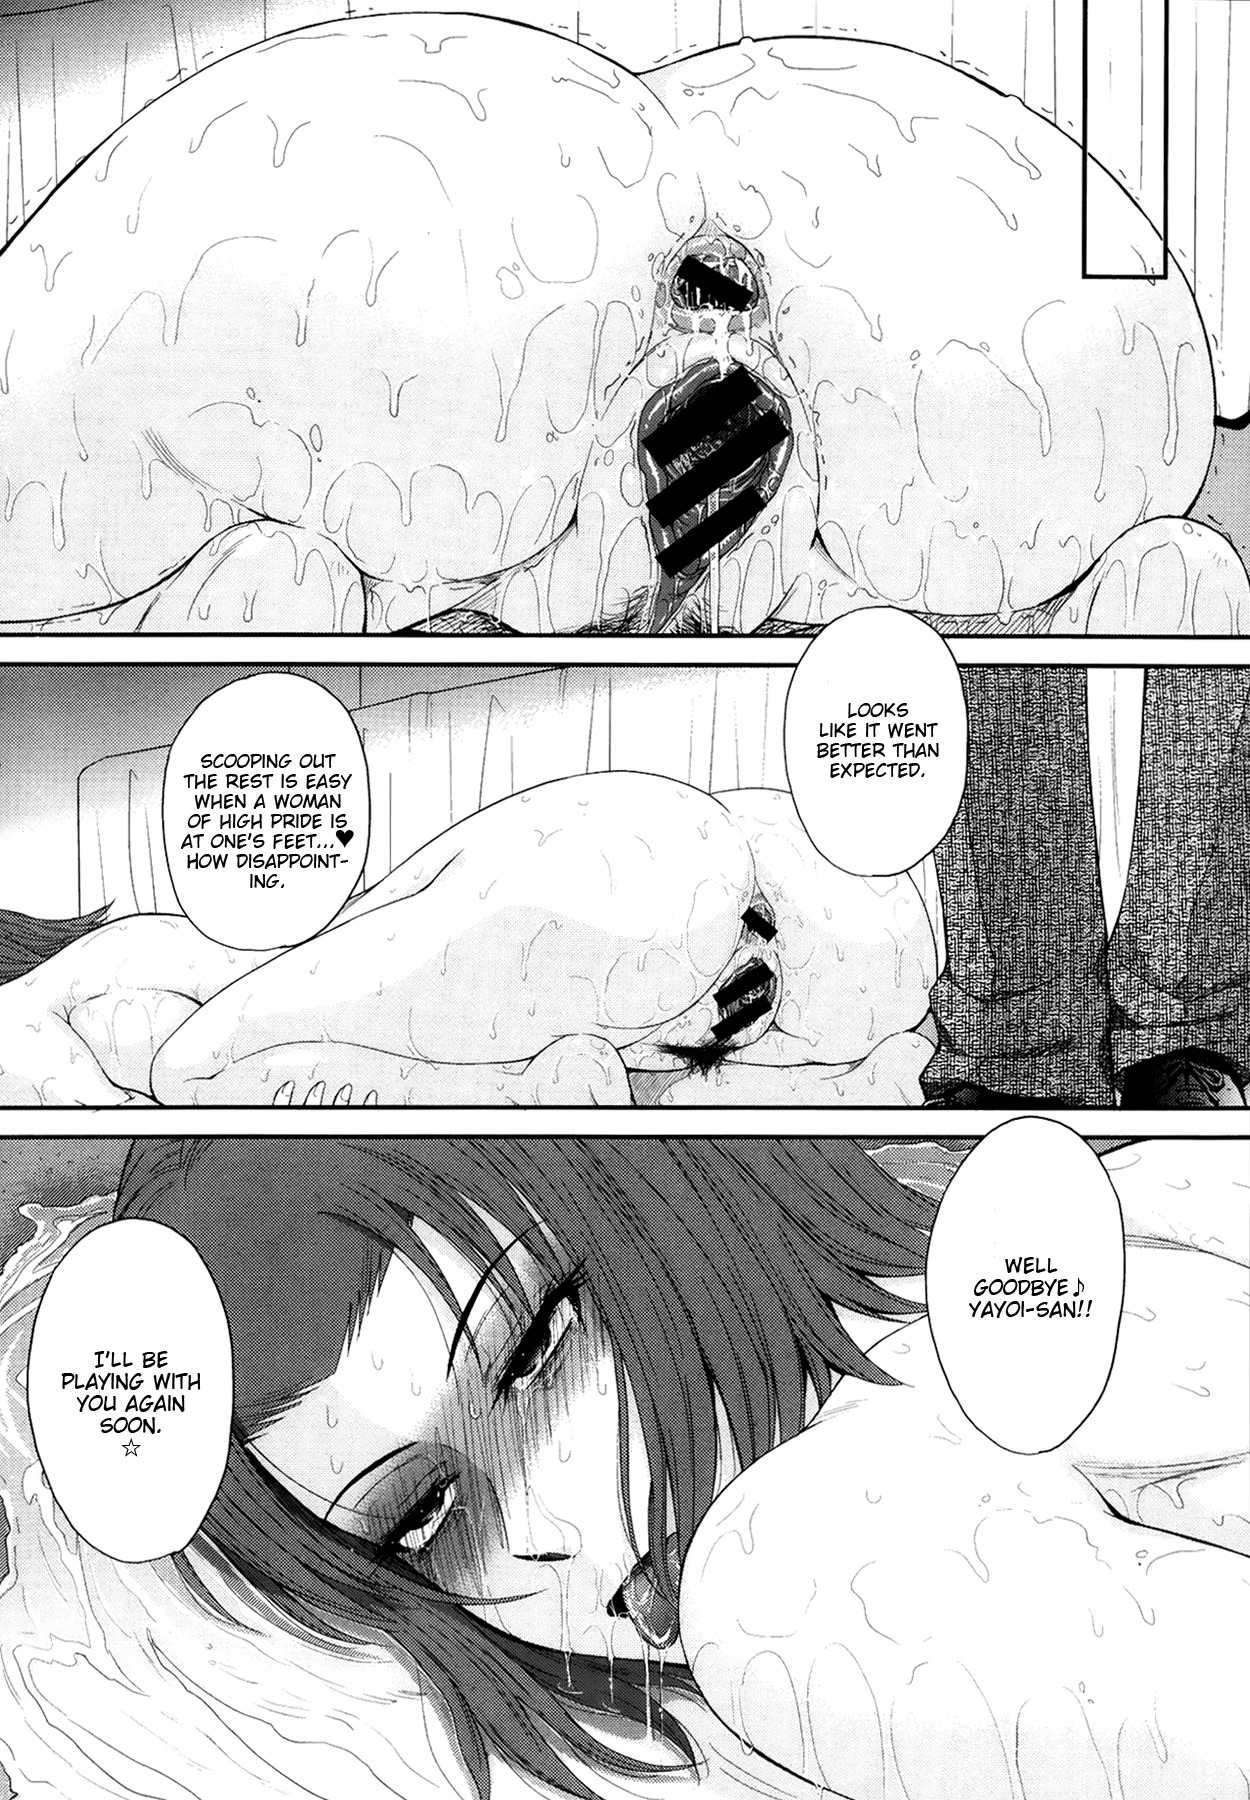 LOOKS
LIKE IT WENT
BETTER THAN
EXPECTED.
SCOOPING OUT
THE REST IS EASY
WHEN A WOMAN
OF HIGH PRIDE IS
AT ONE'S FEET...♥
HOW DISAPPOINT-
ING.
WELL
GOODBYE♪
YAYOI-SAN!!
I'LL BE
PLAYING WITH
YOU AGAIN
SOON.
☆